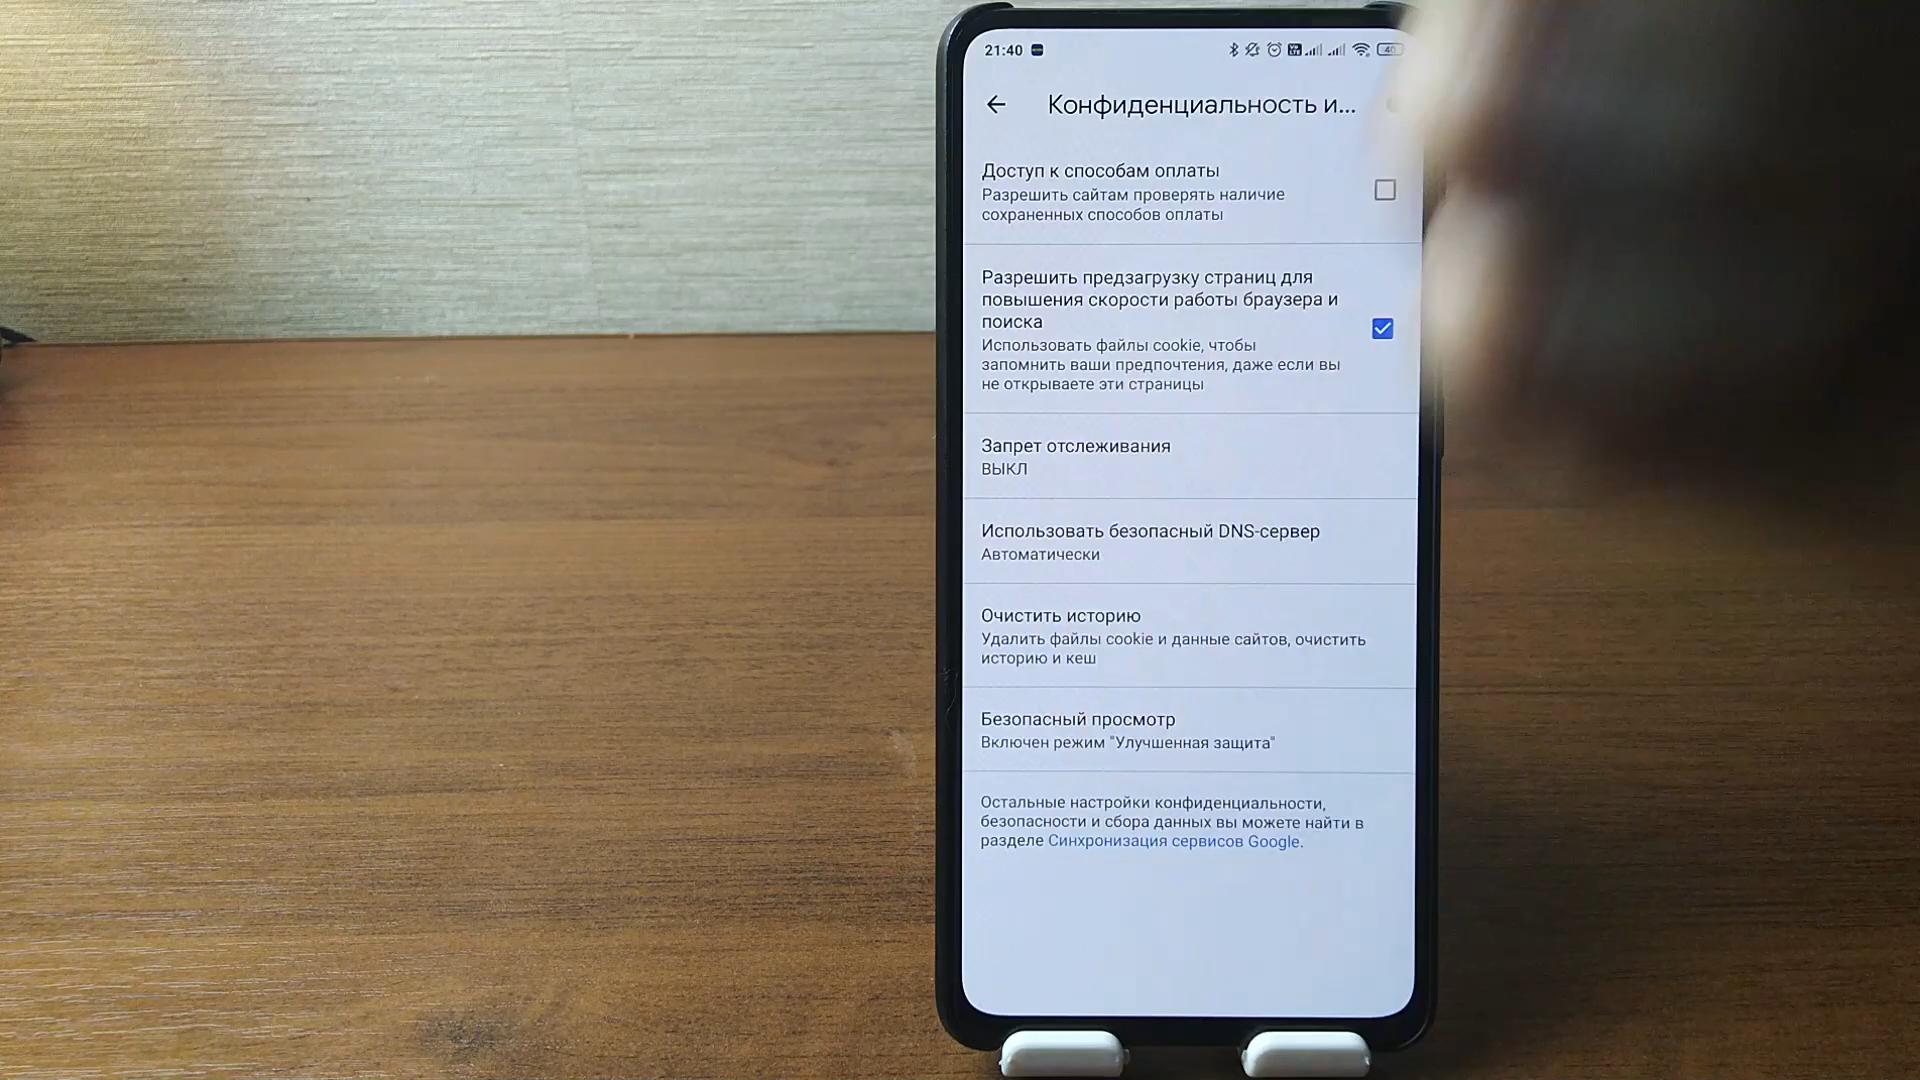 21:40
40
Конфиденциальность и...
Доступ к способам оплаты
Разрешить сайтам проверять наличие
сохраненных способов оплаты
Разрешить предзагрузку страниц для
повышения скорости работы браузера и
поиска
Использовать файлы cookie, чтобы
запомнить ваши предпочтения, даже если вы
не открываете эти страницы
Запрет отслеживания
ВЫКЛ
Использовать безопасный DNS-сервер
Автоматически
Очистить историю
Удалить файлы cookie и данные сайтов, очистить
историю и кеш
Безопасный просмотр
Включен режим "Улучшенная защита"
Остальные настройки конфиденциальности,
безопасности и сбора данных вы можете найти в
разделе Синхронизация сервисов Google.